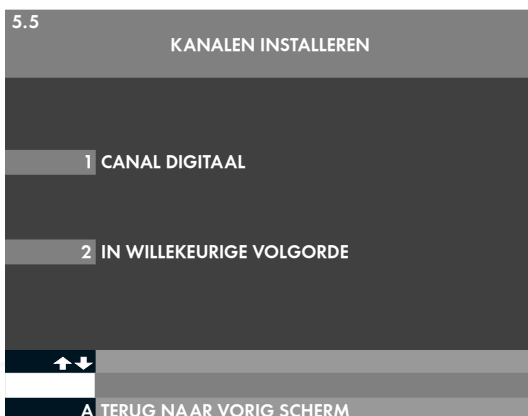 5.5
KANALEN INSTALLEREN
1 CANAL DIGITAAL
2 IN WILLEKEURIGE VOLGORDE
A TERUG NAAR VORIG SCHERM